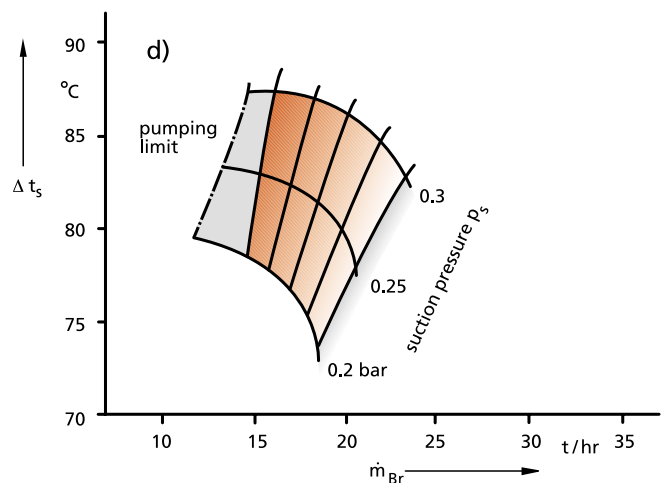 d)
90
°C
85
80
75
70
Δ ts
pumping
limit
0.3
0.25
0.2 bar
suction pressure ps
10
15
20
25
30
t/hr
35
ṁBr